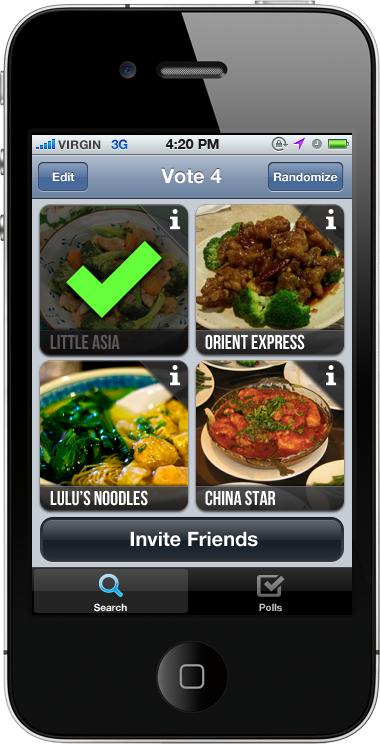 VIRGIN 3G 4:20 PM
Edit Vote 4 Randomize
LITTLE ASIA
ORIENT EXPRESS
LULU'S NOODLES
CHINA STAR
Invite Friends
Search Polls